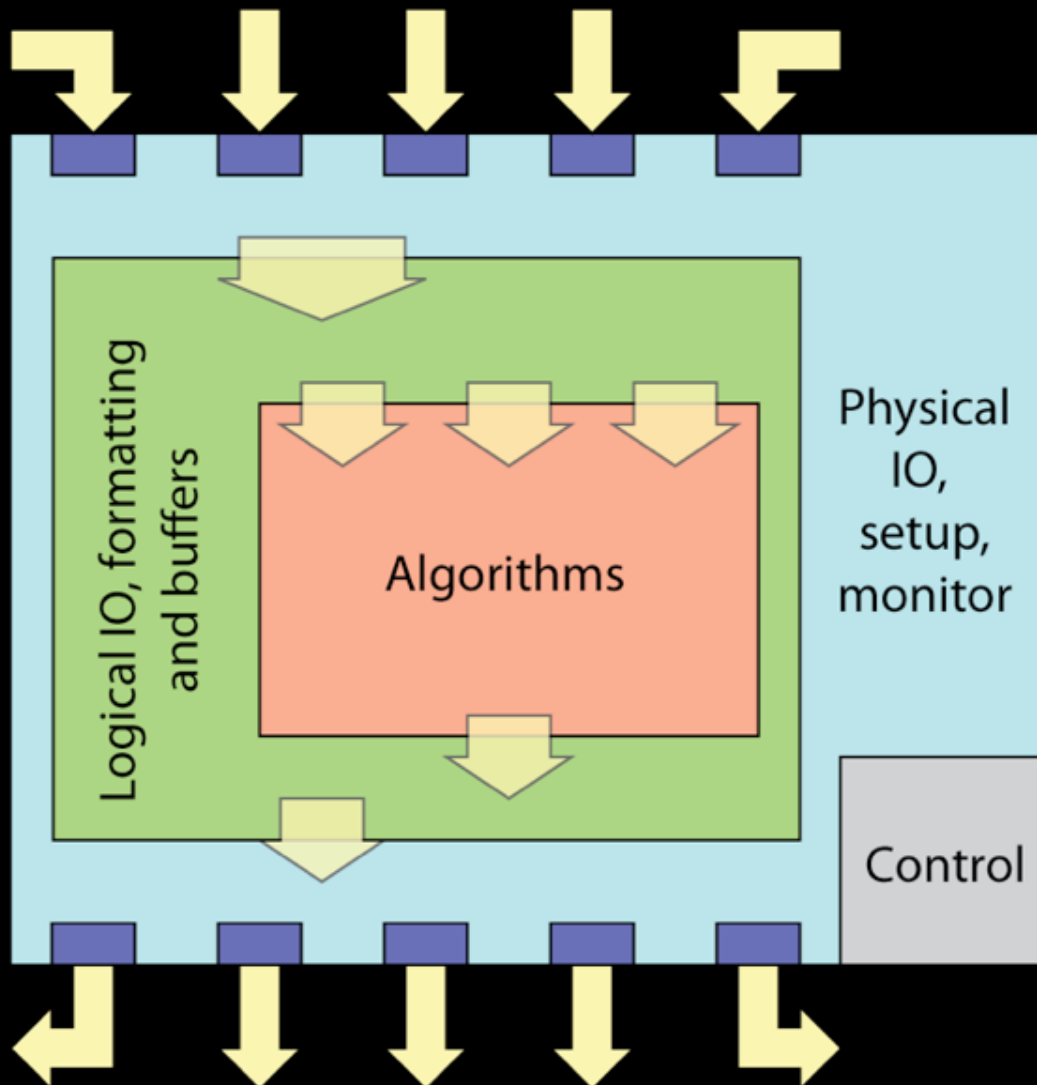 Logical IO, formatting
and buffers
Algorithms
Physical
IO,
setup,
monitor
Control